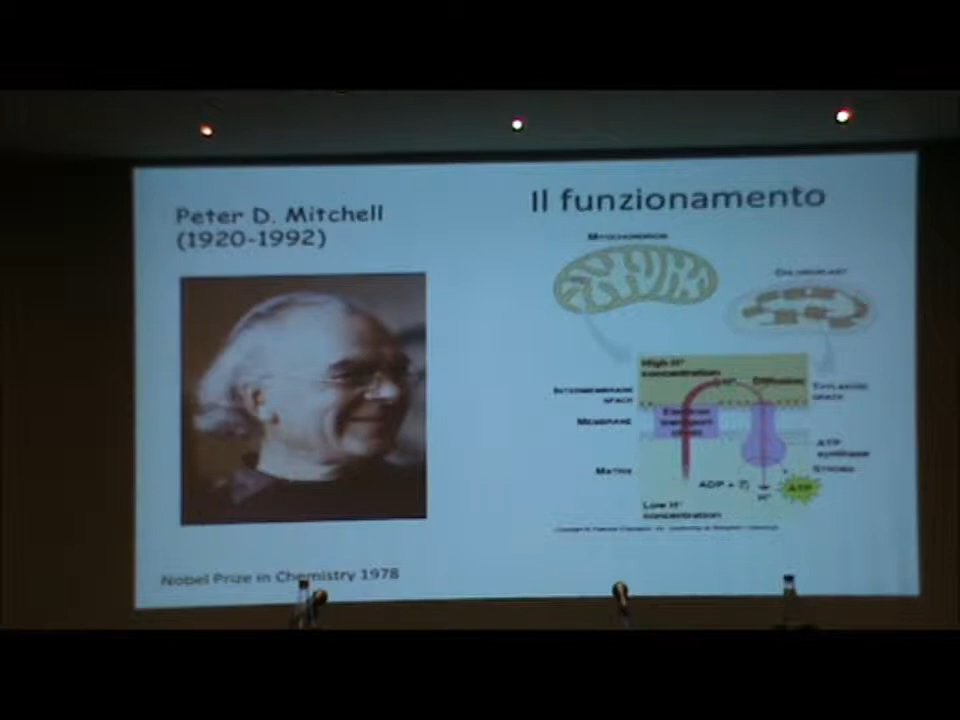 Peter D. Mitchell
(1920-1992)
Nobel Prize in Chemistry 1978
Il funzionamento
MITOCHONDRION
CHLOROPLAST
High H⁺
concentration
H⁺
Diffusion
INTERMEMBRANE
SPACE
THYLAKOID
SPACE
Electron
transport
chain
MEMBRANE
ATP
synthase
MATRIX
STROMA
ADP + Pᵢ
H⁺
ATP
Low H⁺
concentration